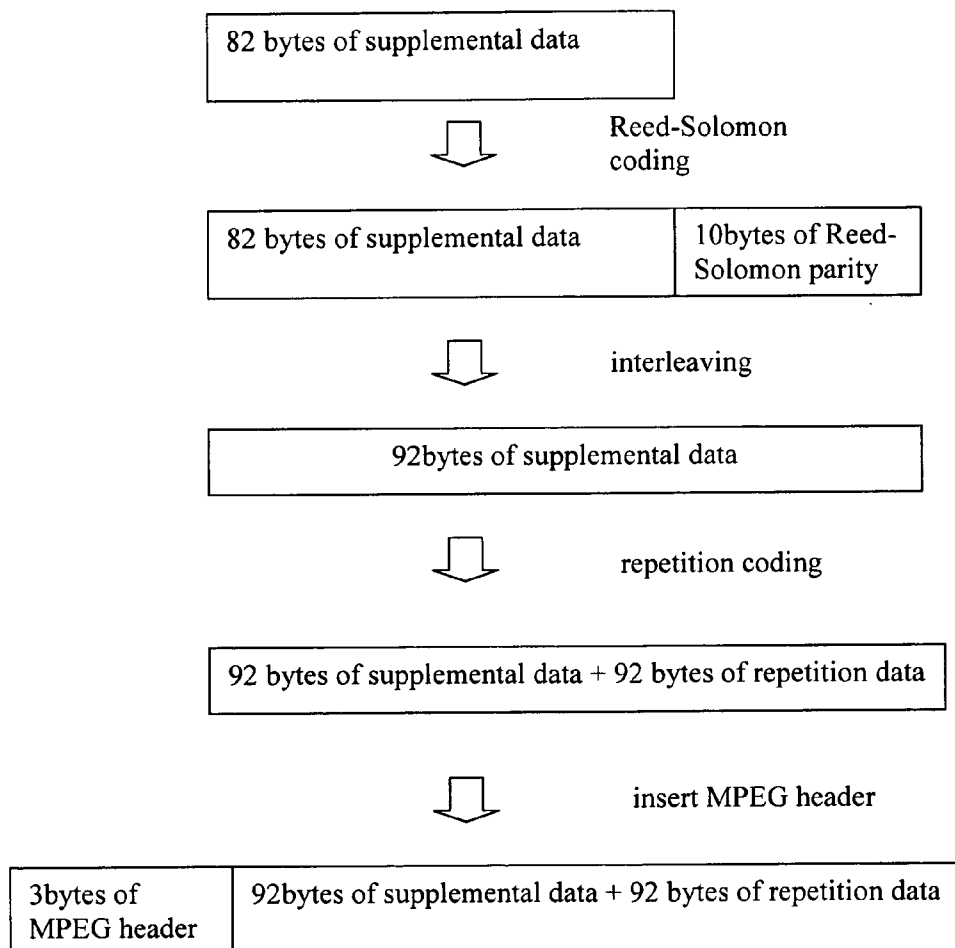 82 bytes of supplemental data
Reed-Solomon
coding
82 bytes of supplemental data
10bytes of Reed-
Solomon parity
interleaving
92bytes of supplemental data
repetition coding
92 bytes of supplemental data + 92 bytes of repetition data
insert MPEG header
3bytes of
MPEG header
92bytes of supplemental data + 92 bytes of repetition data